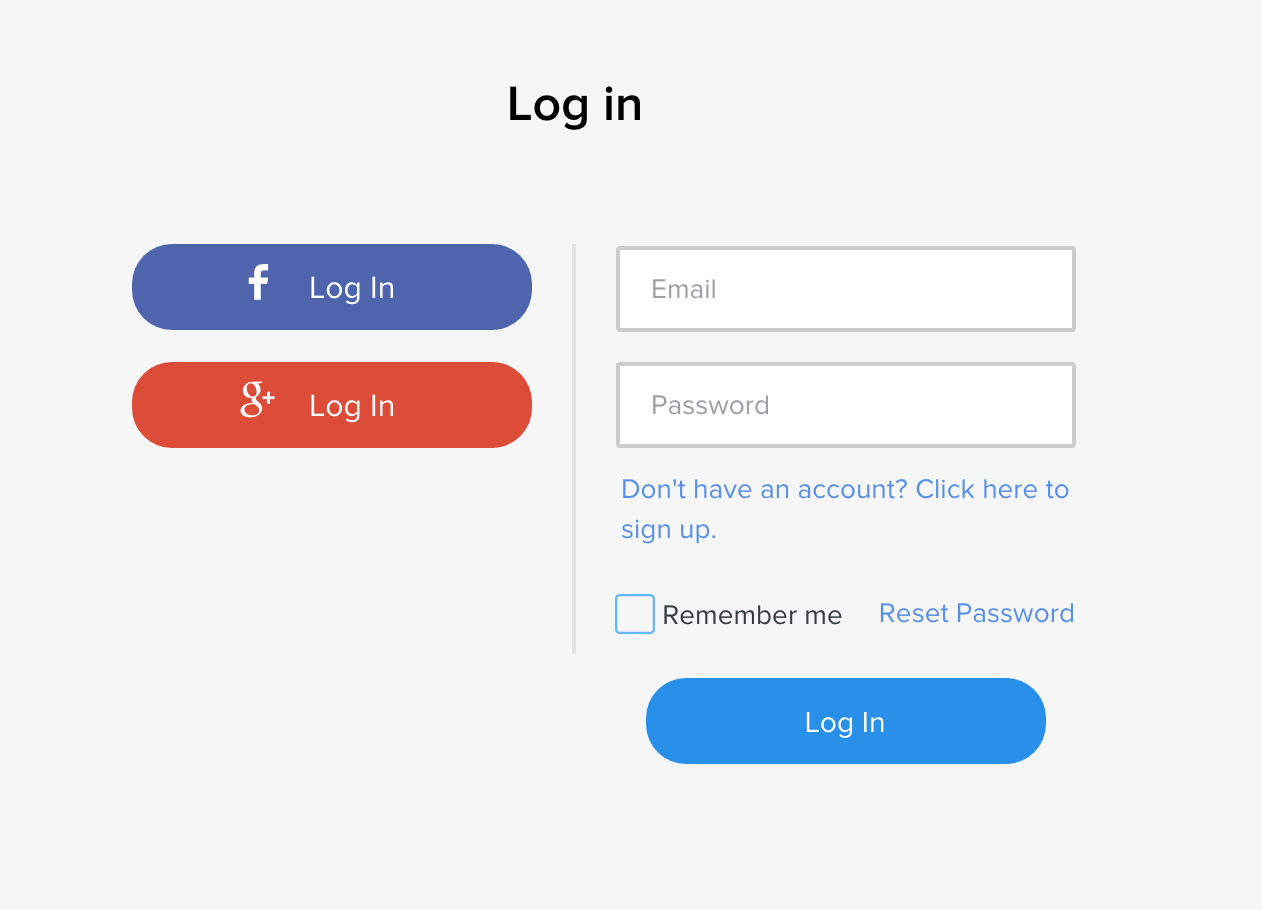 Log in
f Log In
g+ Log In
Email
Password
Don't have an account? Click here to
sign up.
Remember me Reset Password
Log In